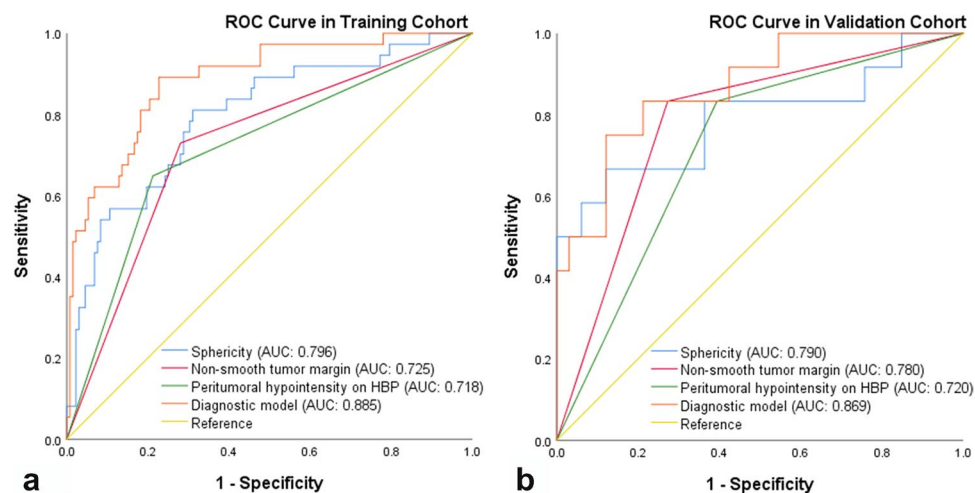 ROC Curve in Training Cohort
1.0
0.8
0.6
0.4
0.2
0.0
Sensitivity
Sphericity (AUC: 0.796)
Non-smooth tumor margin (AUC: 0.725)
Peritumoral hypointensity on HBP (AUC: 0.718)
Diagnostic model (AUC: 0.885)
Reference
0.0 0.2 0.4 0.6 0.8 1.0
1 - Specificity
a
ROC Curve in Validation Cohort
1.0
0.8
0.6
0.4
0.2
0.0
Sensitivity
Sphericity (AUC: 0.790)
Non-smooth tumor margin (AUC: 0.780)
Peritumoral hypointensity on HBP (AUC: 0.720)
Diagnostic model (AUC: 0.869)
Reference
0.0 0.2 0.4 0.6 0.8 1.0
1 - Specificity
b